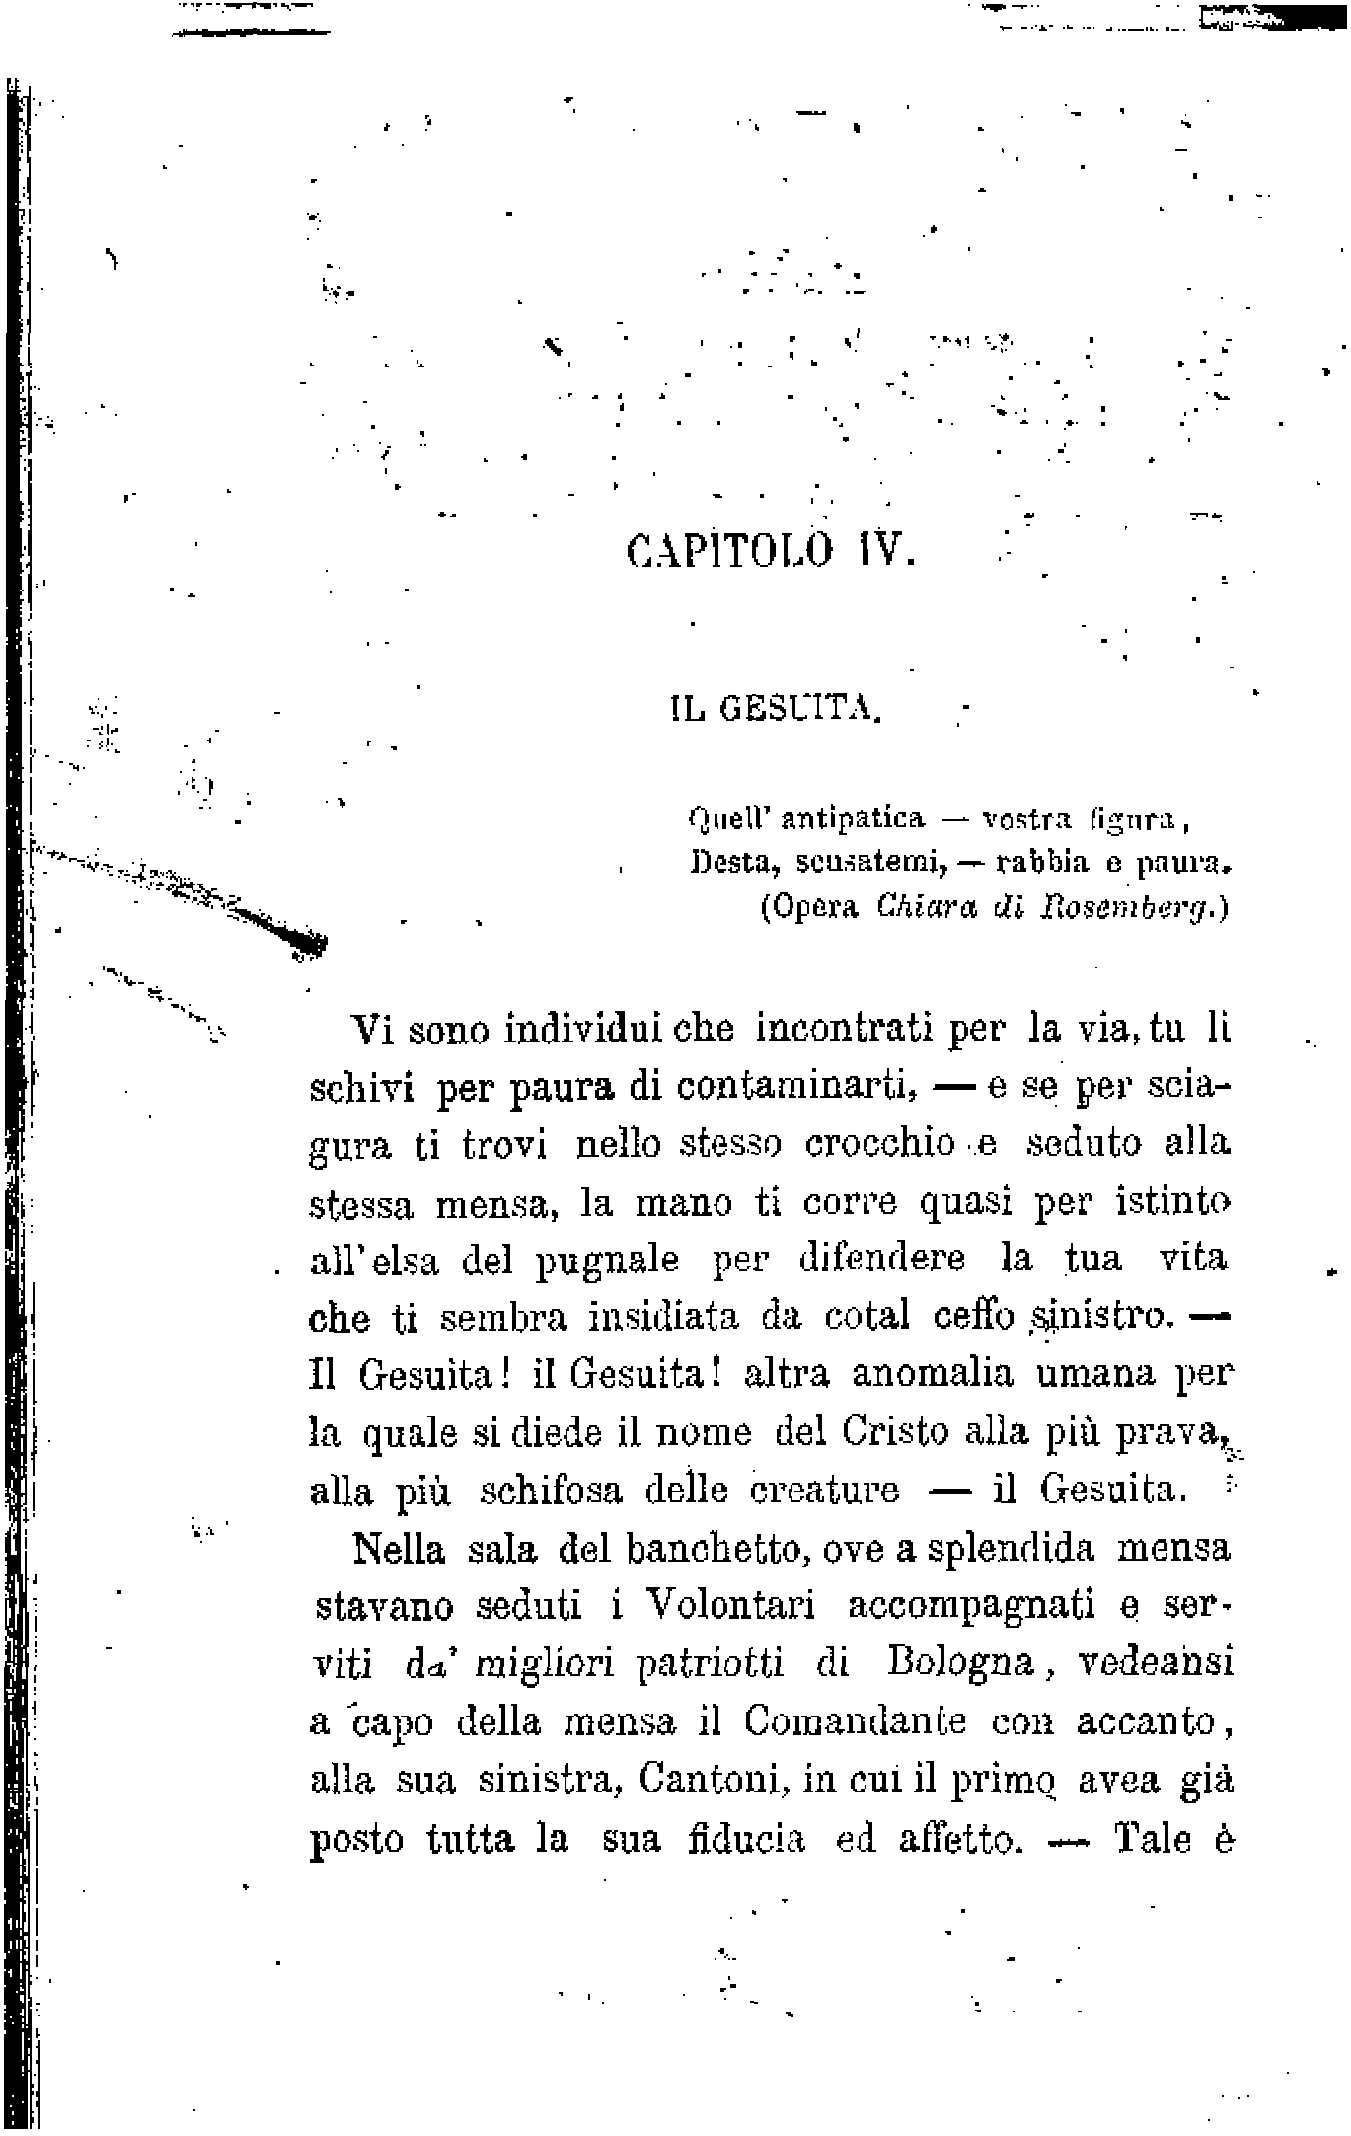 CAPITOLO IV.
IL GESUITA.
Quell' antipatica — vostra figura,
Desta, scusatemi, — rabbia e paura.
(Opera Chiara di Rosemberg.)
Vi sono individui che incontrati per la via, tu li
schivi per paura di contaminarti, — e se per scia-
gura ti trovi nello stesso crocchio e seduto alla
stessa mensa, la mano ti corre quasi per istinto
all' elsa del pugnale per difendere la tua vita
che ti sembra insidiata da cotal ceffo sinistro. —
Il Gesuita! il Gesuita! altra anomalia umana per
la quale si diede il nome del Cristo alla più prava,
alla più schifosa delle creature — il Gesuita.
Nella sala del banchetto, ove a splendida mensa
stavano seduti i Volontari accompagnati e ser-
viti da' migliori patriotti di Bologna, vedeansi
a capo della mensa il Comandante con accanto,
alla sua sinistra, Cantoni, in cui il primo avea già
posto tutta la sua fiducia ed affetto. — Tale è